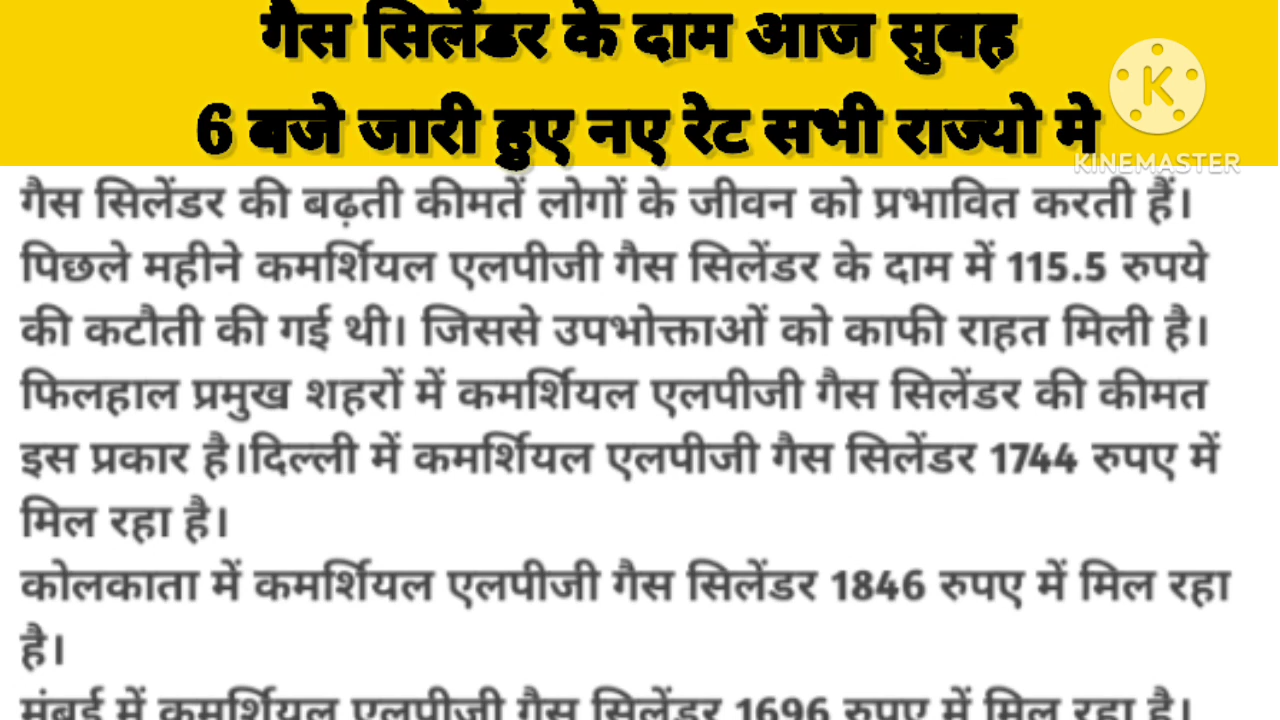 गैस सिलेंडर के दाम आज सुबह
6 बजे जारी हुए नए रेट सभी राज्यो मे
K
KINEMASTER
गैस सिलेंडर की बढ़ती कीमतें लोगों के जीवन को प्रभावित करती हैं।
पिछले महीने कमर्शियल एलपीजी गैस सिलेंडर के दाम में 115.5 रुपये
की कटौती की गई थी। जिससे उपभोक्ताओं को काफी राहत मिली है।
फिलहाल प्रमुख शहरों में कमर्शियल एलपीजी गैस सिलेंडर की कीमत
इस प्रकार है।दिल्ली में कमर्शियल एलपीजी गैस सिलेंडर 1744 रुपए में
मिल रहा है।
कोलकाता में कमर्शियल एलपीजी गैस सिलेंडर 1846 रुपए में मिल रहा
है।
मुंबई में कमर्शियल एलपीजी गैस सिलेंडर 1696 रुपए में मिल रहा है।